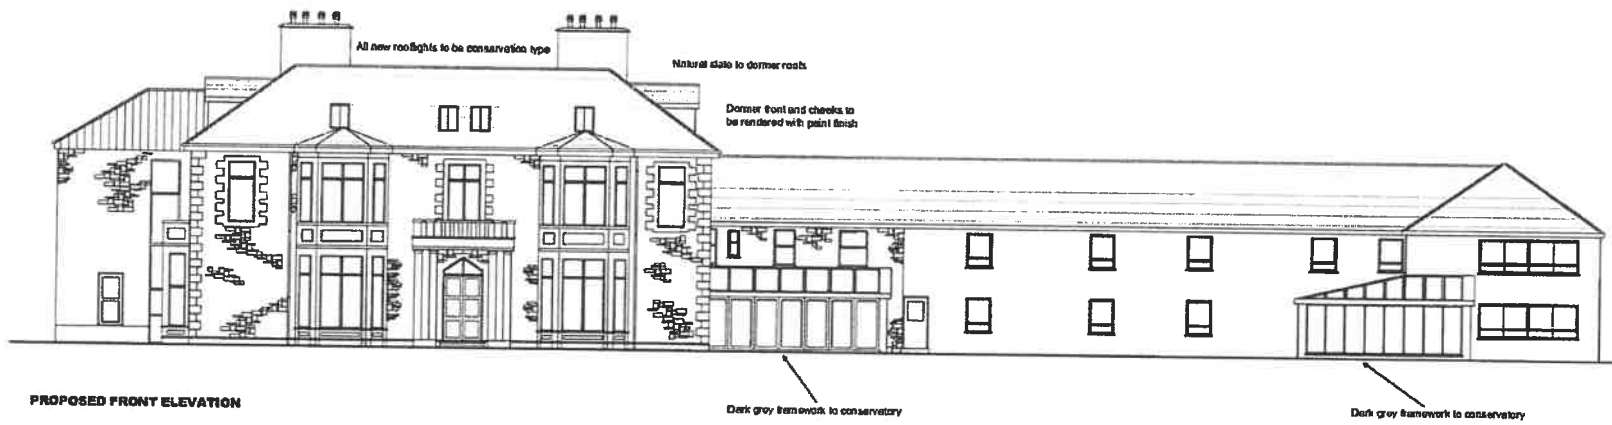 All new rooflights to be conservation type
Natural slate to dormer roofs
Dormer front and cheeks to
be rendered with paint finish
PROPOSED FRONT ELEVATION
Dark grey framework to conservatory
Dark grey framework to conservatory